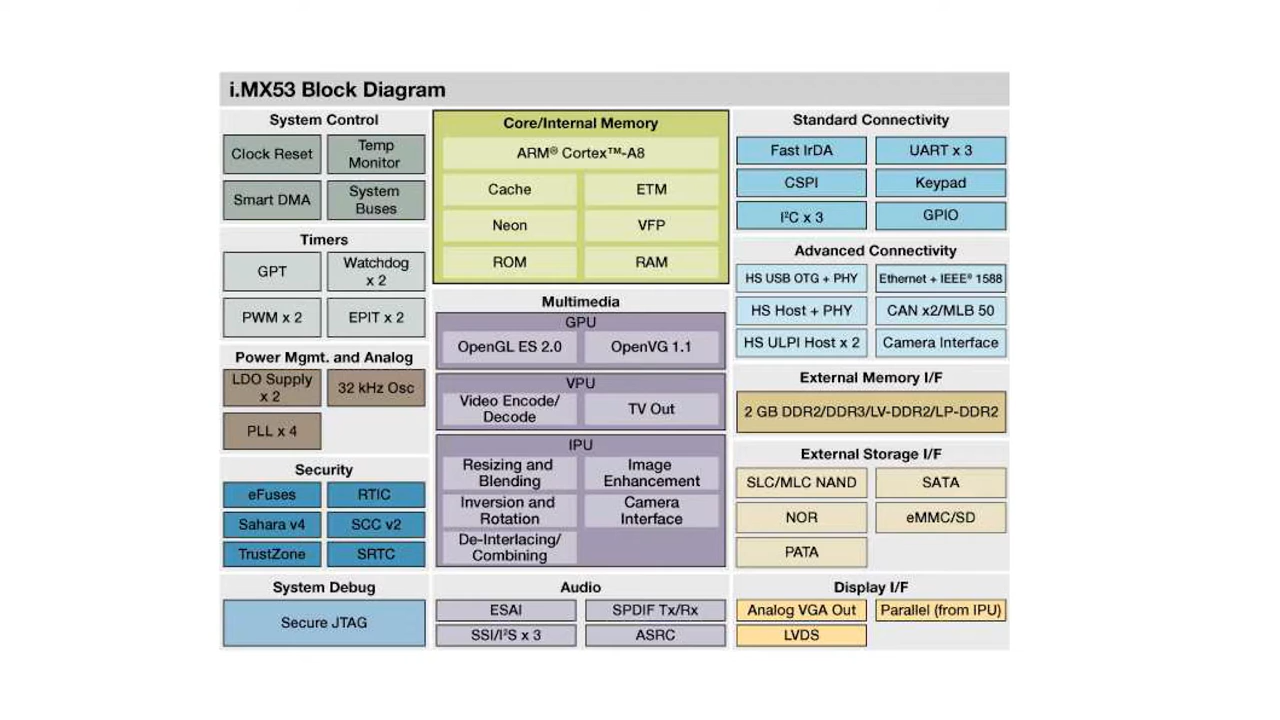 i.MX53 Block Diagram
System Control
Clock Reset
Temp
Monitor
Smart DMA
System
Buses
Timers
GPT
Watchdog
x 2
PWM x 2
EPIT x 2
Power Mgmt. and Analog
LDO Supply
x 2
32 kHz Osc
PLL x 4
Security
eFuses
RTIC
Sahara v4
SCC v2
TrustZone
SRTC
System Debug
Secure JTAG
Core/Internal Memory
ARM® Cortex™-A8
Cache
ETM
Neon
VFP
ROM
RAM
Multimedia
GPU
OpenGL ES 2.0
OpenVG 1.1
VPU
Video Encode/
Decode
TV Out
IPU
Resizing and
Blending
Image
Enhancement
Inversion and
Rotation
Camera
Interface
De-Interlacing/
Combining
Audio
ESAI
SPDIF Tx/Rx
SSI/I²S x 3
ASRC
Standard Connectivity
Fast IrDA
UART x 3
CSPI
Keypad
I²C x 3
GPIO
Advanced Connectivity
HS USB OTG + PHY
Ethernet + IEEE® 1588
HS Host + PHY
CAN x2/MLB 50
HS ULPI Host x 2
Camera Interface
External Memory I/F
2 GB DDR2/DDR3/LV-DDR2/LP-DDR2
External Storage I/F
SLC/MLC NAND
SATA
NOR
eMMC/SD
PATA
Display I/F
Analog VGA Out
Parallel (from IPU)
LVDS